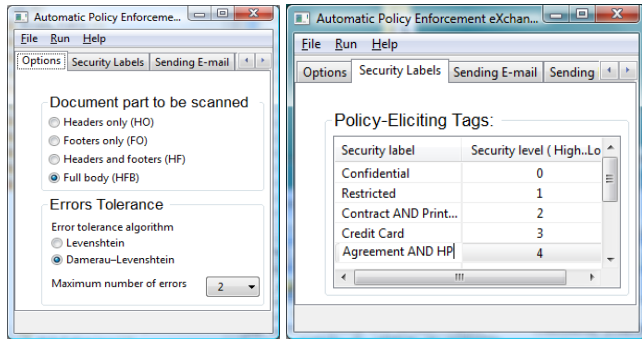 Automatic Policy Enforceme...
File Run Help
Options Security Labels Sending E-mail
Document part to be scanned
Headers only (HO)
Footers only (FO)
Headers and footers (HF)
Full body (HFB)
Errors Tolerance
Error tolerance algorithm
Levenshtein
Damerau–Levenshtein
Maximum number of errors 2
Automatic Policy Enforcement eXchan...
File Run Help
Options Security Labels Sending E-mail Sending
Policy-Eliciting Tags:
Security label Security level ( High..Lo
Confidential 0
Restricted 1
Contract AND Print... 2
Credit Card 3
Agreement AND HP 4